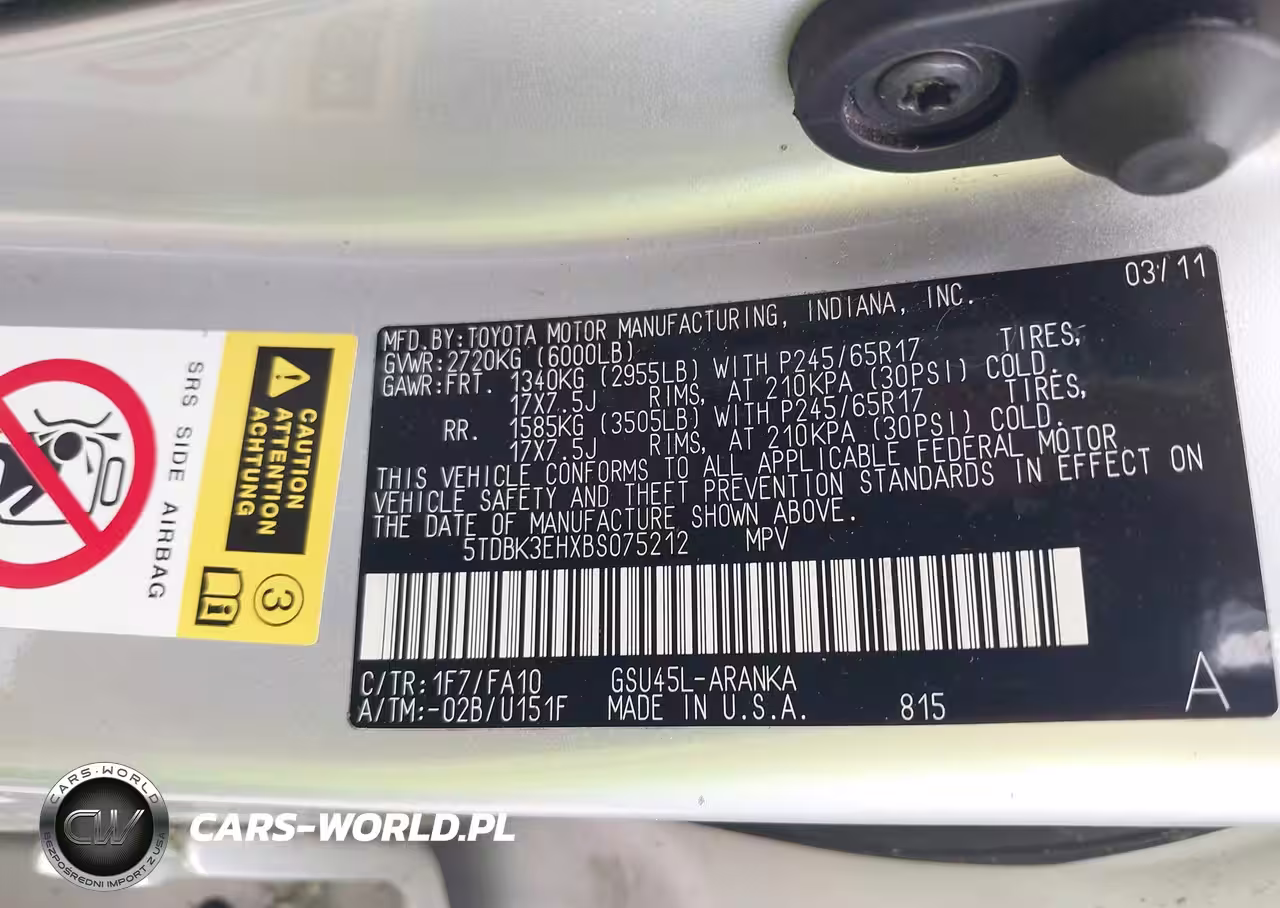 03/11
MFD.BY:TOYOTA MOTOR MANUFACTURING, INDIANA, INC.
GVWR:2720KG (6000LB)
GAWR:FRT. 1340KG (2955LB) WITH P245/65R17 TIRES,
17X7.5J RIMS, AT 210KPA (30PSI) COLD.
RR. 1585KG (3505LB) WITH P245/65R17 TIRES,
17X7.5J RIMS, AT 210KPA (30PSI) COLD.
THIS VEHICLE CONFORMS TO ALL APPLICABLE FEDERAL MOTOR
VEHICLE SAFETY AND THEFT PREVENTION STANDARDS IN EFFECT ON
THE DATE OF MANUFACTURE SHOWN ABOVE.
5TDBK3EHXBS075212 MPV
C/TR:1F7/FA10 GSU45L-ARANKA
A/TM:-02B/U151F MADE IN U.S.A. 815
A
SRS SIDE AIRBAG
CAUTION
ATTENTION
ACHTUNG
3
CARS-WORLD
CW
BEZPOŚREDNI IMPORT Z USA
CARS-WORLD.PL